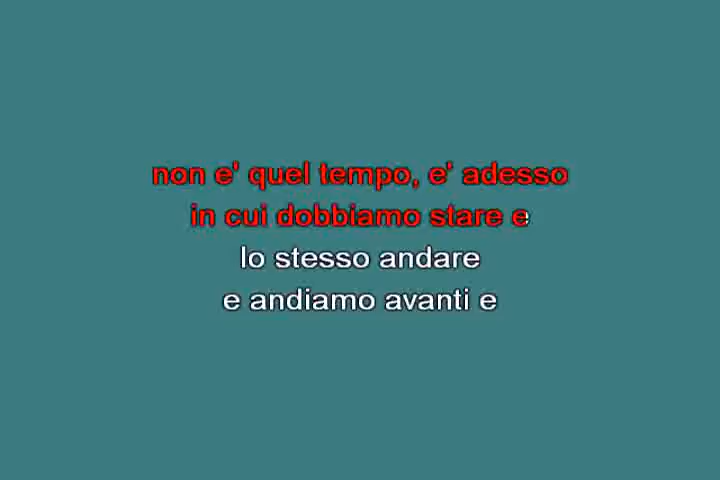 non e' quel tempo, e' adesso
in cui dobbiamo stare e
lo stesso andare
e andiamo avanti e